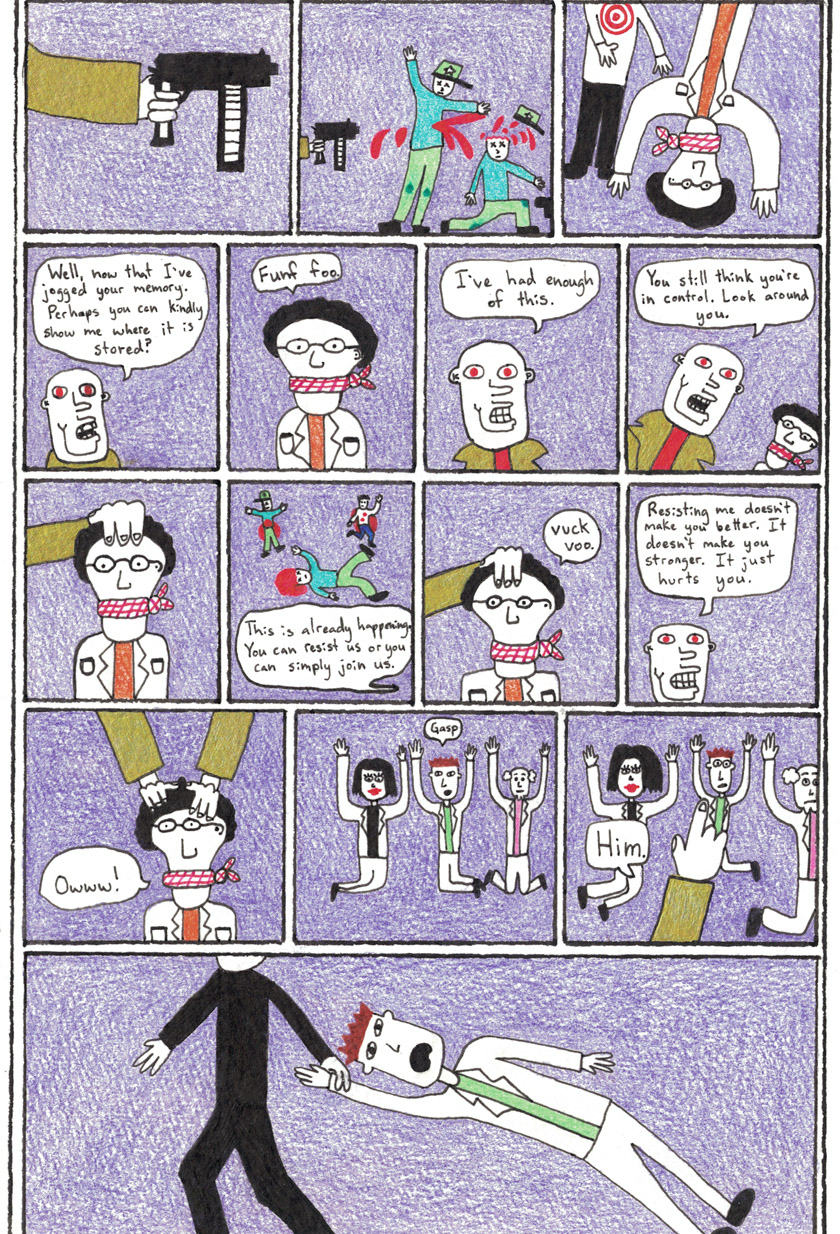 Well, now that I've
jogged your memory.
Perhaps you can kindly
show me where it is
stored?
Funf foo.
I've had enough
of this.
You still think you're
in control. Look around
you.
This is already happening.
You can resist us or you
can simply join us.
vuck
voo.
Resisting me doesn't
make you better. It
doesn't make you
stronger. It just
hurts you.
Owww!
Gasp
Him.